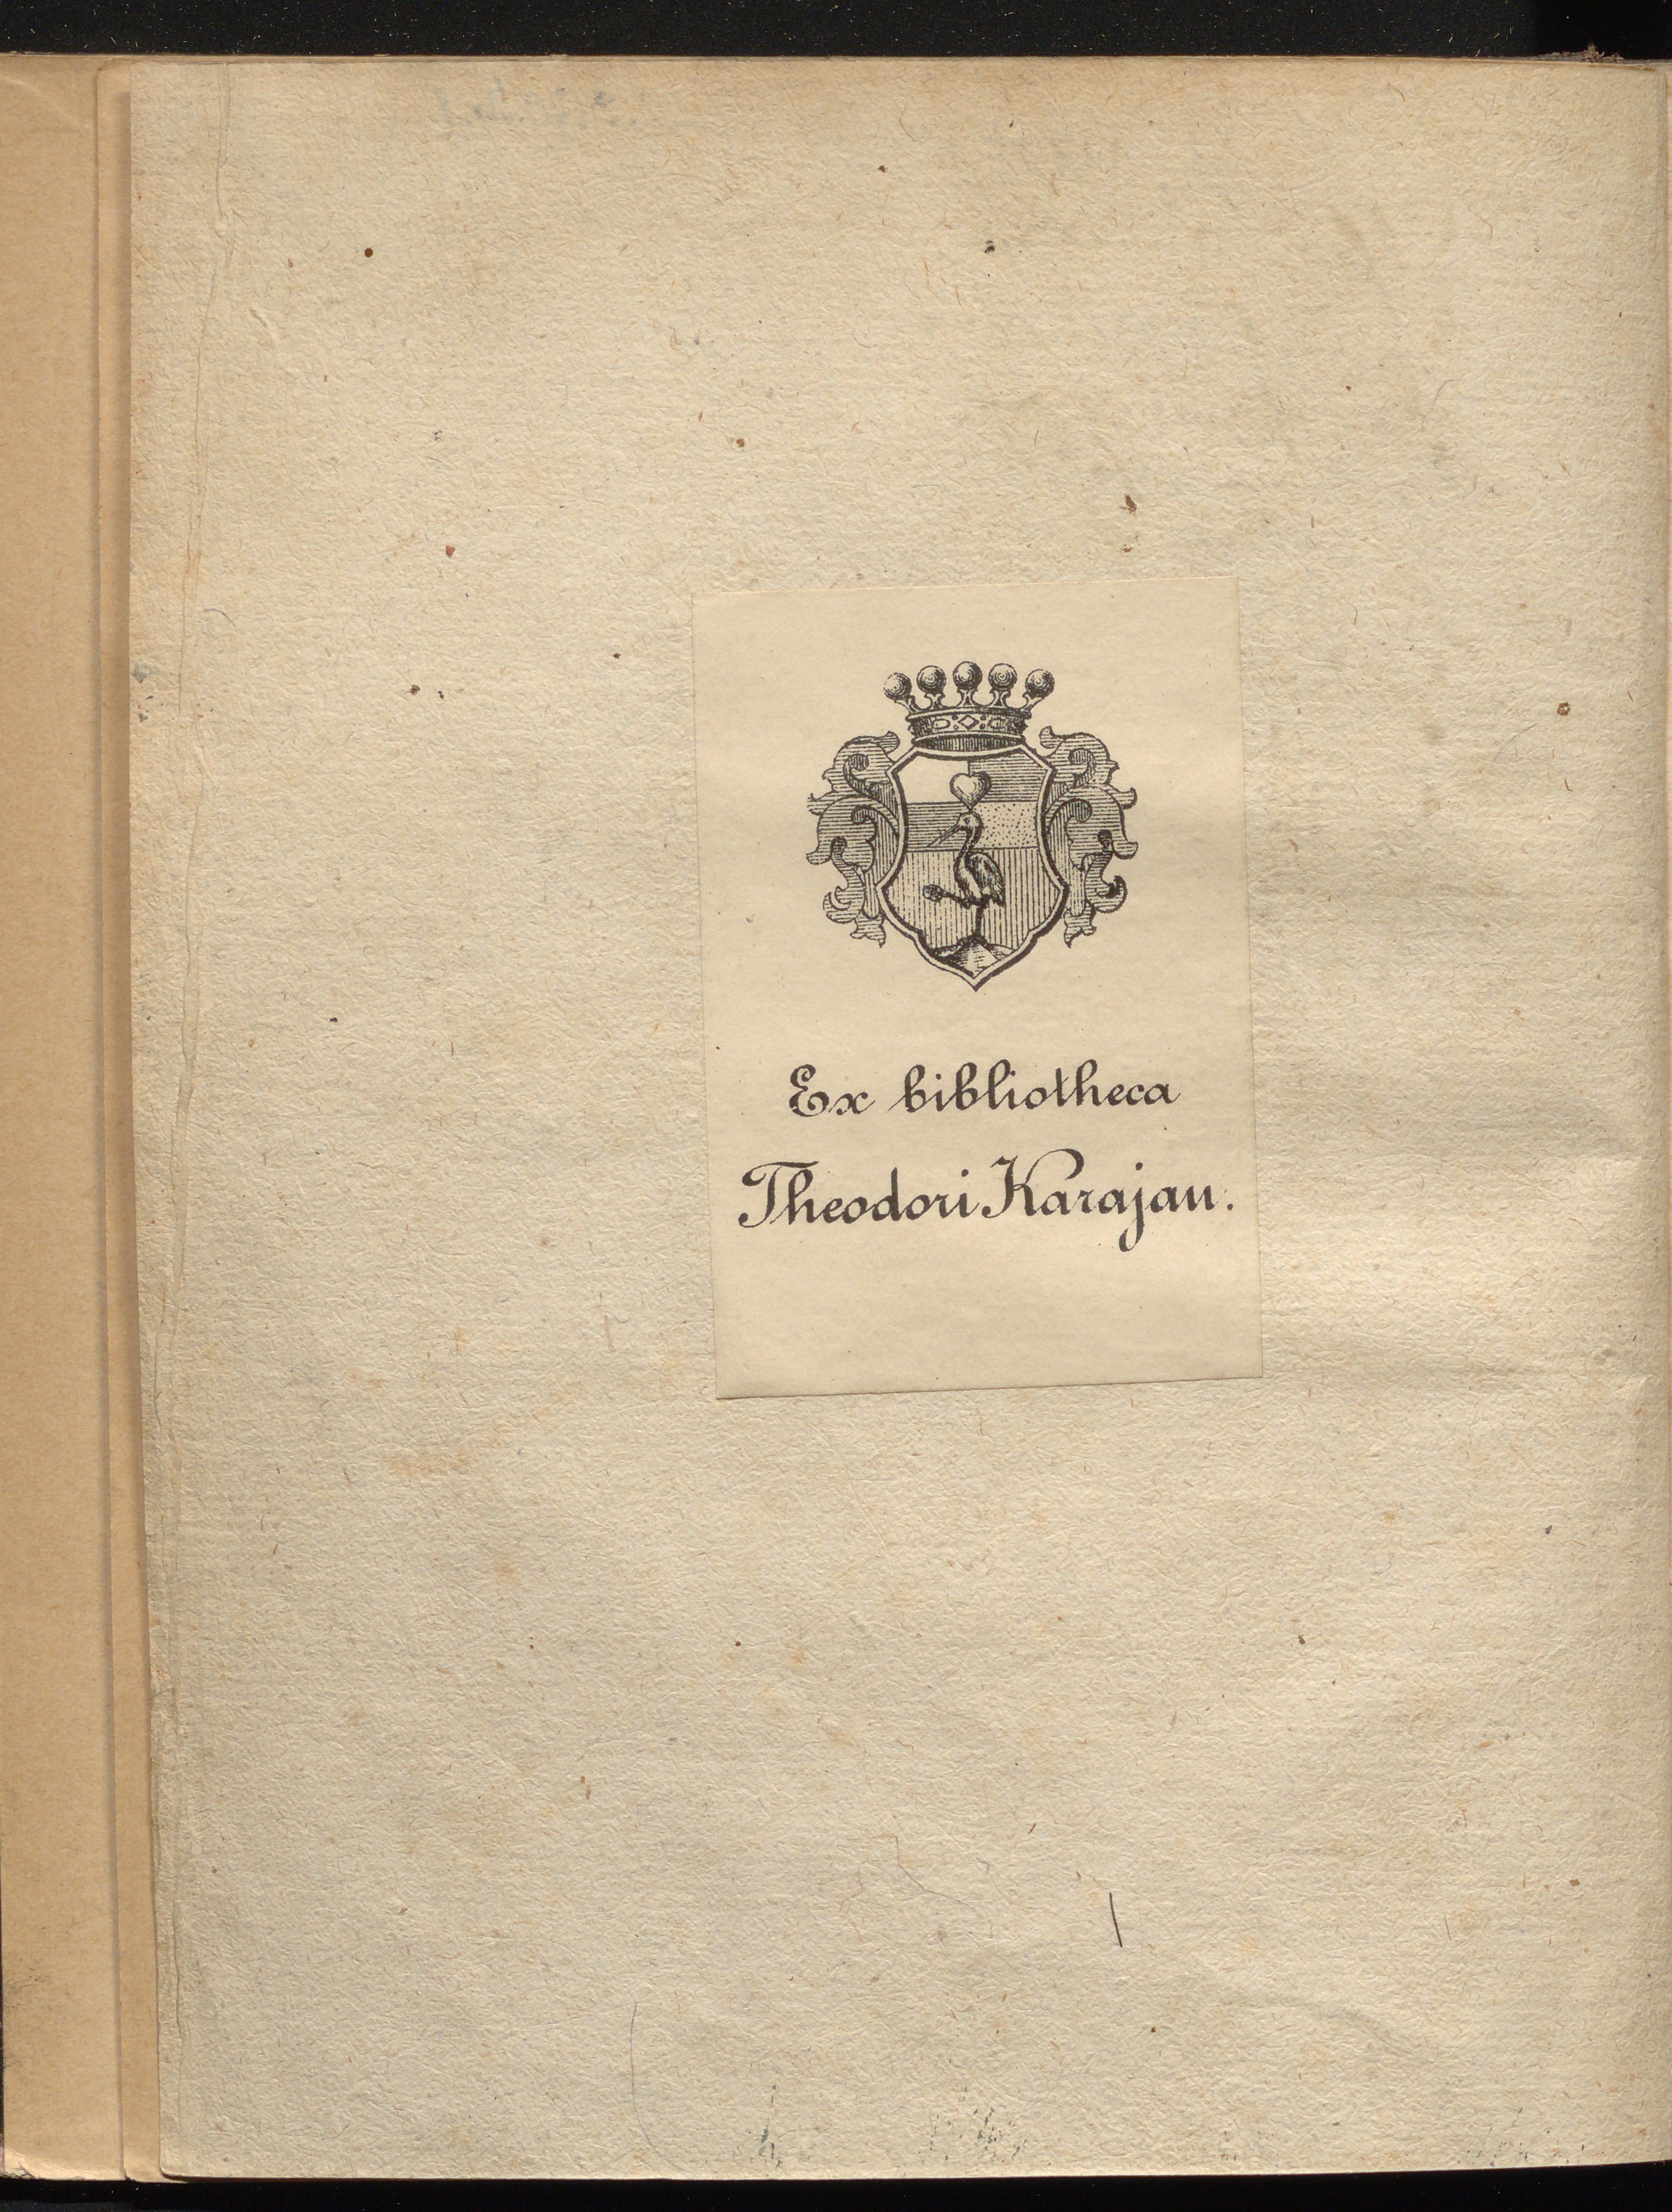 Ex bibliotheca
Theodori Karajan.